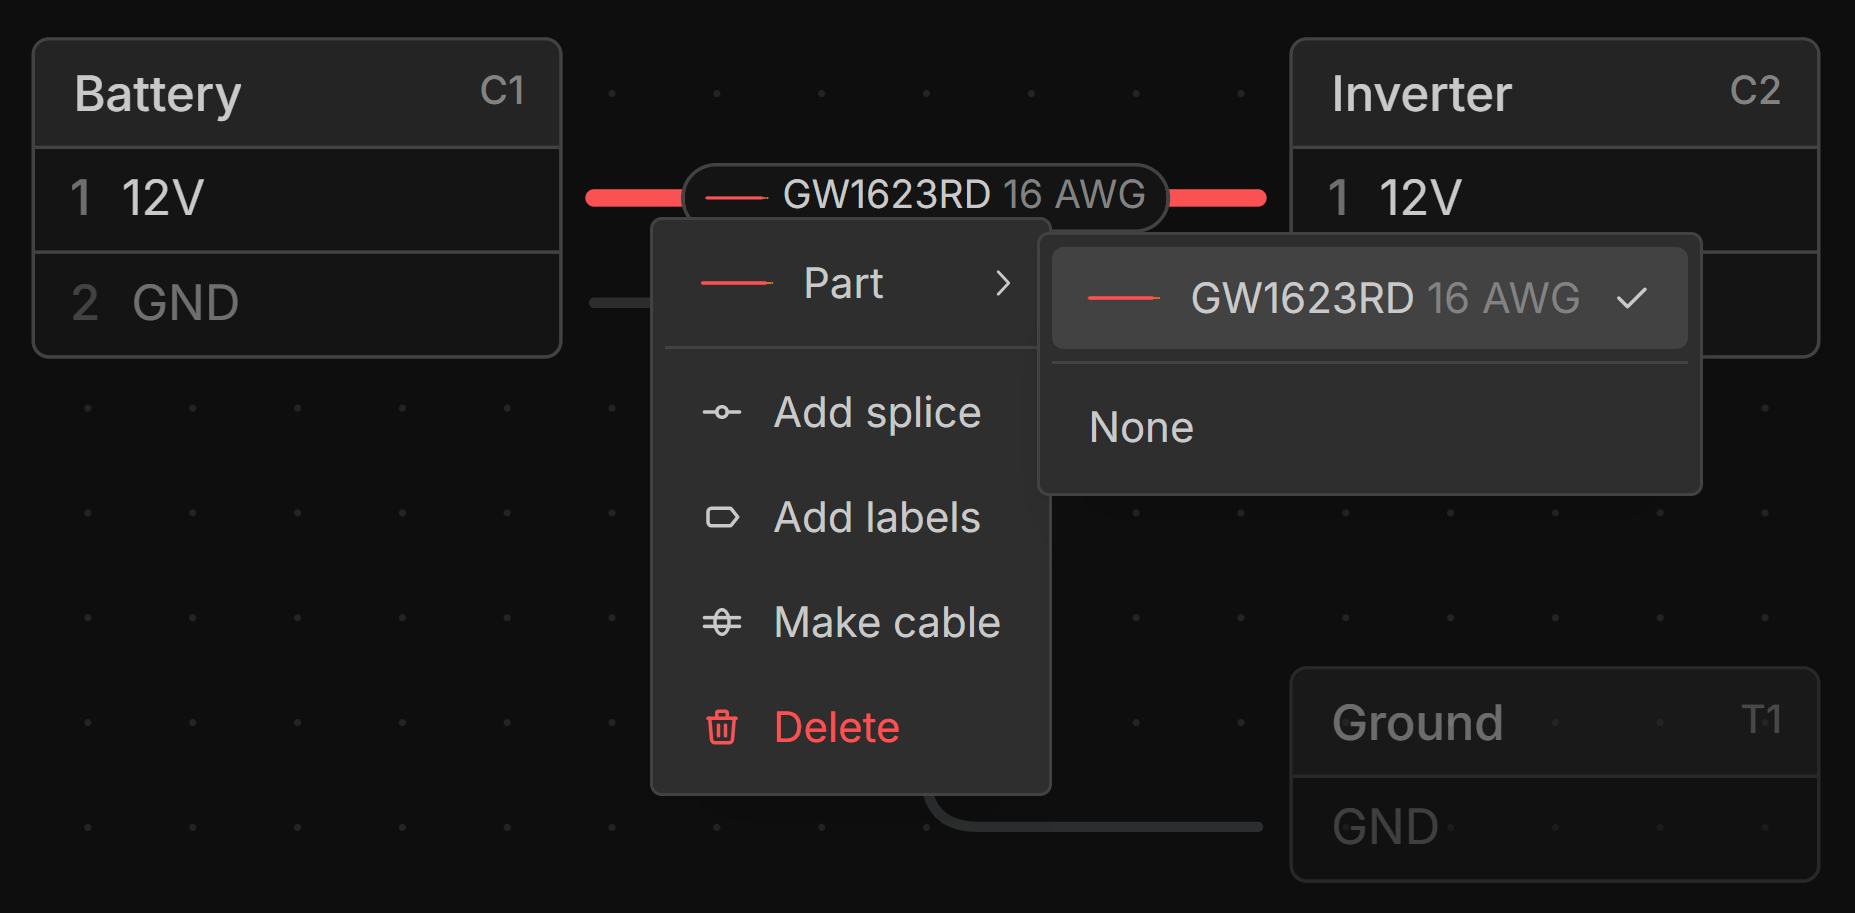 Battery C1
1 12V
2 GND
GW1623RD 16 AWG
Inverter C2
1 12V
Part
Add splice
Add labels
Make cable
Delete
GW1623RD 16 AWG
None
Ground T1
GND